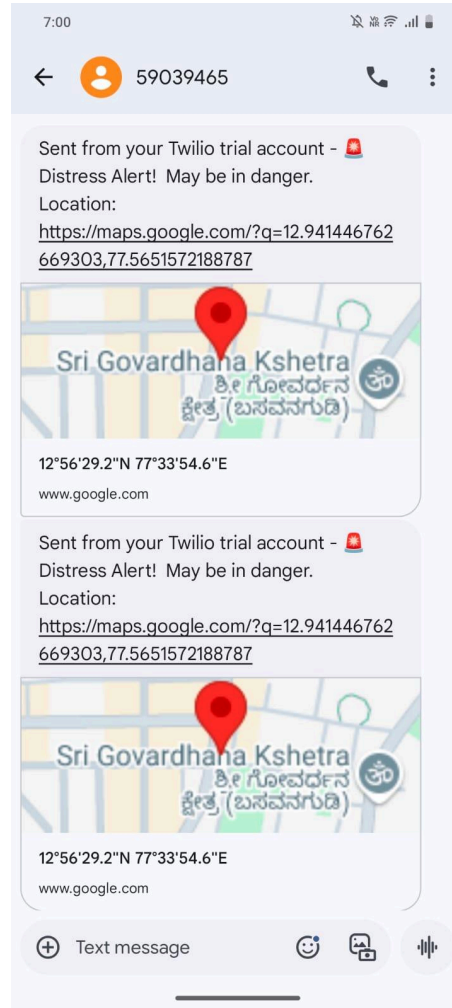 7:00
59039465
Sent from your Twilio trial account - 🚨
Distress Alert!  May be in danger.
Location:
https://maps.google.com/?q=12.941446762
669303,77.5651572188787
Sri Govardhana Kshetra
ಶ್ರೀ ಗೋವರ್ಧನ
ಕ್ಷೇತ್ರ (ಬಸವನಗುಡಿ)
12°56'29.2"N 77°33'54.6"E
www.google.com
Sent from your Twilio trial account - 🚨
Distress Alert!  May be in danger.
Location:
https://maps.google.com/?q=12.941446762
669303,77.5651572188787
Sri Govardhana Kshetra
ಶ್ರೀ ಗೋವರ್ಧನ
ಕ್ಷೇತ್ರ (ಬಸವನಗುಡಿ)
12°56'29.2"N 77°33'54.6"E
www.google.com
Text message